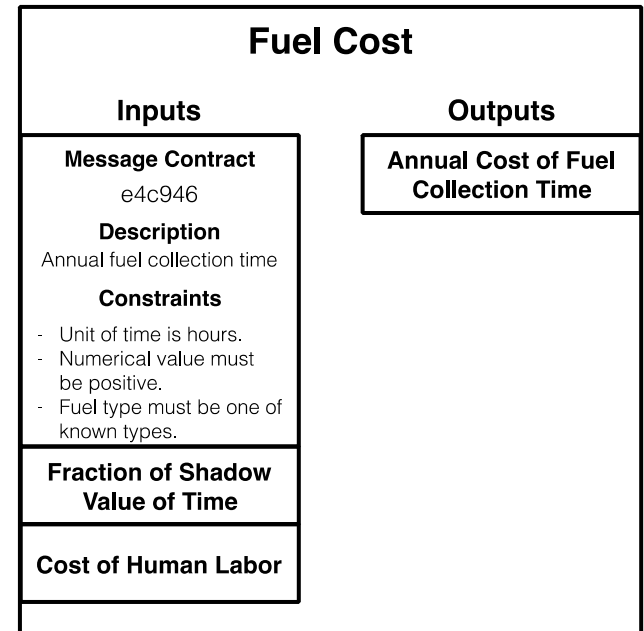 Fuel Cost
Inputs
Message Contract
e4c946
Description
Annual fuel collection time
Constraints
- Unit of time is hours.
- Numerical value must
be positive.
- Fuel type must be one of
known types.
Fraction of Shadow
Value of Time
Cost of Human Labor
Outputs
Annual Cost of Fuel
Collection Time